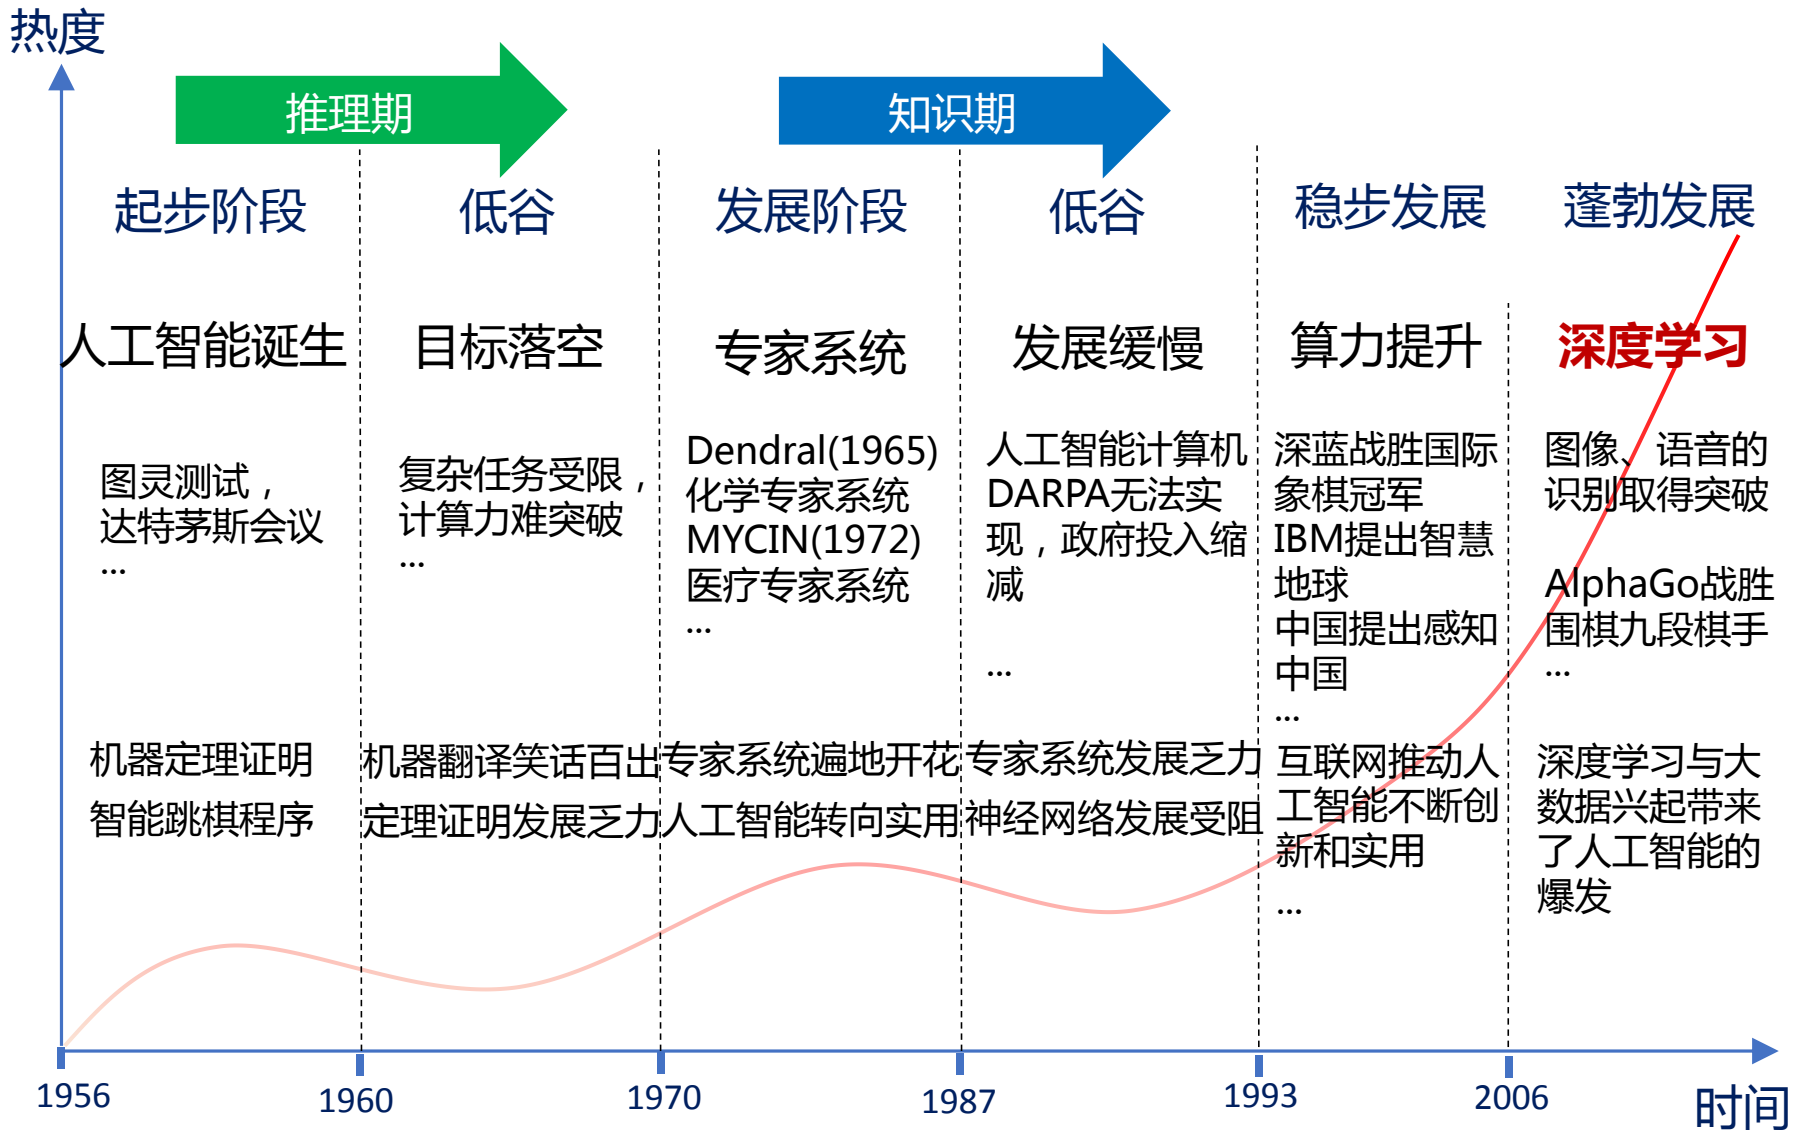 热度
推理期
知识期
起步阶段
低谷
发展阶段
低谷
稳步发展
蓬勃发展
人工智能诞生
目标落空
专家系统
发展缓慢
算力提升
深度学习
图灵测试，
达特茅斯会议
...
复杂任务受限，
计算力难突破
...
Dendral(1965)
化学专家系统
MYCIN(1972)
医疗专家系统
...
人工智能计算机
DARPA无法实
现，政府投入缩
减
...
深蓝战胜国际
象棋冠军
IBM提出智慧
地球
中国提出感知
中国
...
图像、语音的
识别取得突破
AlphaGo战胜
围棋九段棋手
...
机器定理证明
智能跳棋程序
机器翻译笑话百出
定理证明发展乏力
专家系统遍地开花
人工智能转向实用
专家系统发展乏力
神经网络发展受阻
互联网推动人
工智能不断创
新和实用
...
深度学习与大
数据兴起带来
了人工智能的
爆发
1956
1960
1970
1987
1993
2006
时间